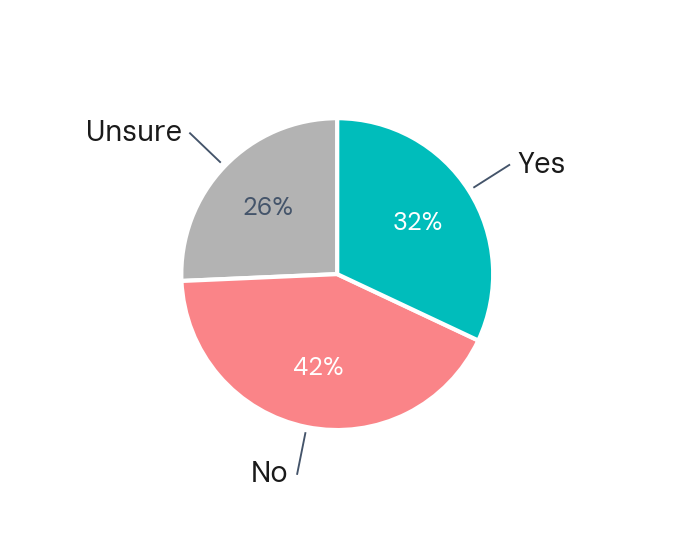 Unsure
Yes
26%
32%
42%
No